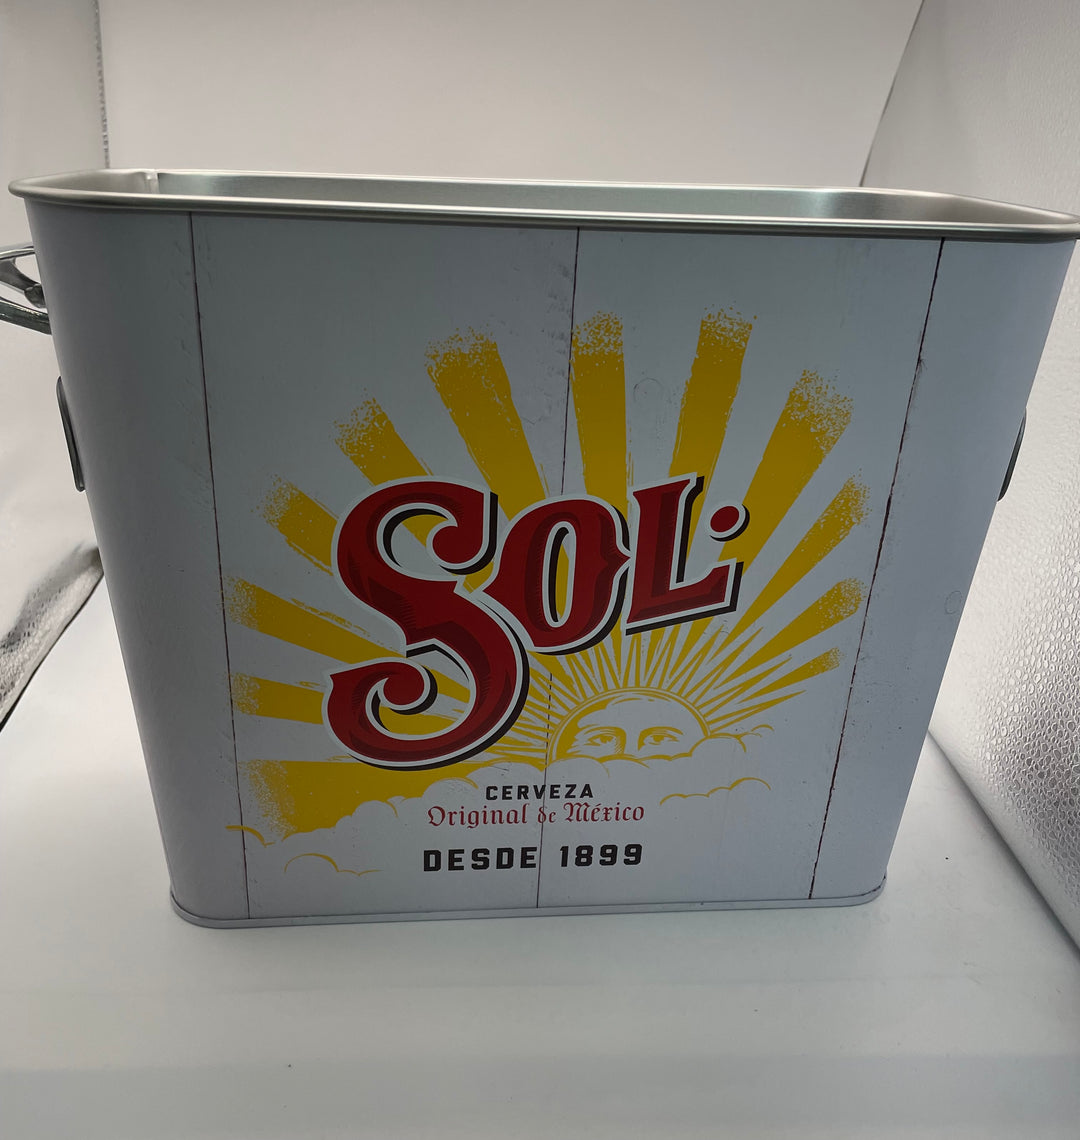 SOL.
CERVEZA
Original de México
DESDE 1899